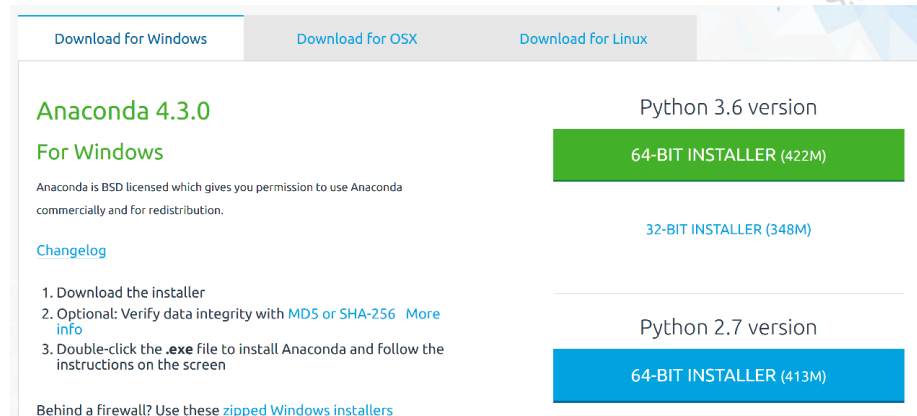 Download for Windows
Download for OSX
Download for Linux
Anaconda 4.3.0
For Windows
Anaconda is BSD licensed which gives you permission to use Anaconda
commercially and for redistribution.
Changelog
1. Download the installer
2. Optional: Verify data integrity with MD5 or SHA-256 More
info
3. Double-click the .exe file to install Anaconda and follow the
instructions on the screen
Behind a firewall? Use these zipped Windows installers
Python 3.6 version
64-BIT INSTALLER (422M)
32-BIT INSTALLER (348M)
Python 2.7 version
64-BIT INSTALLER (413M)